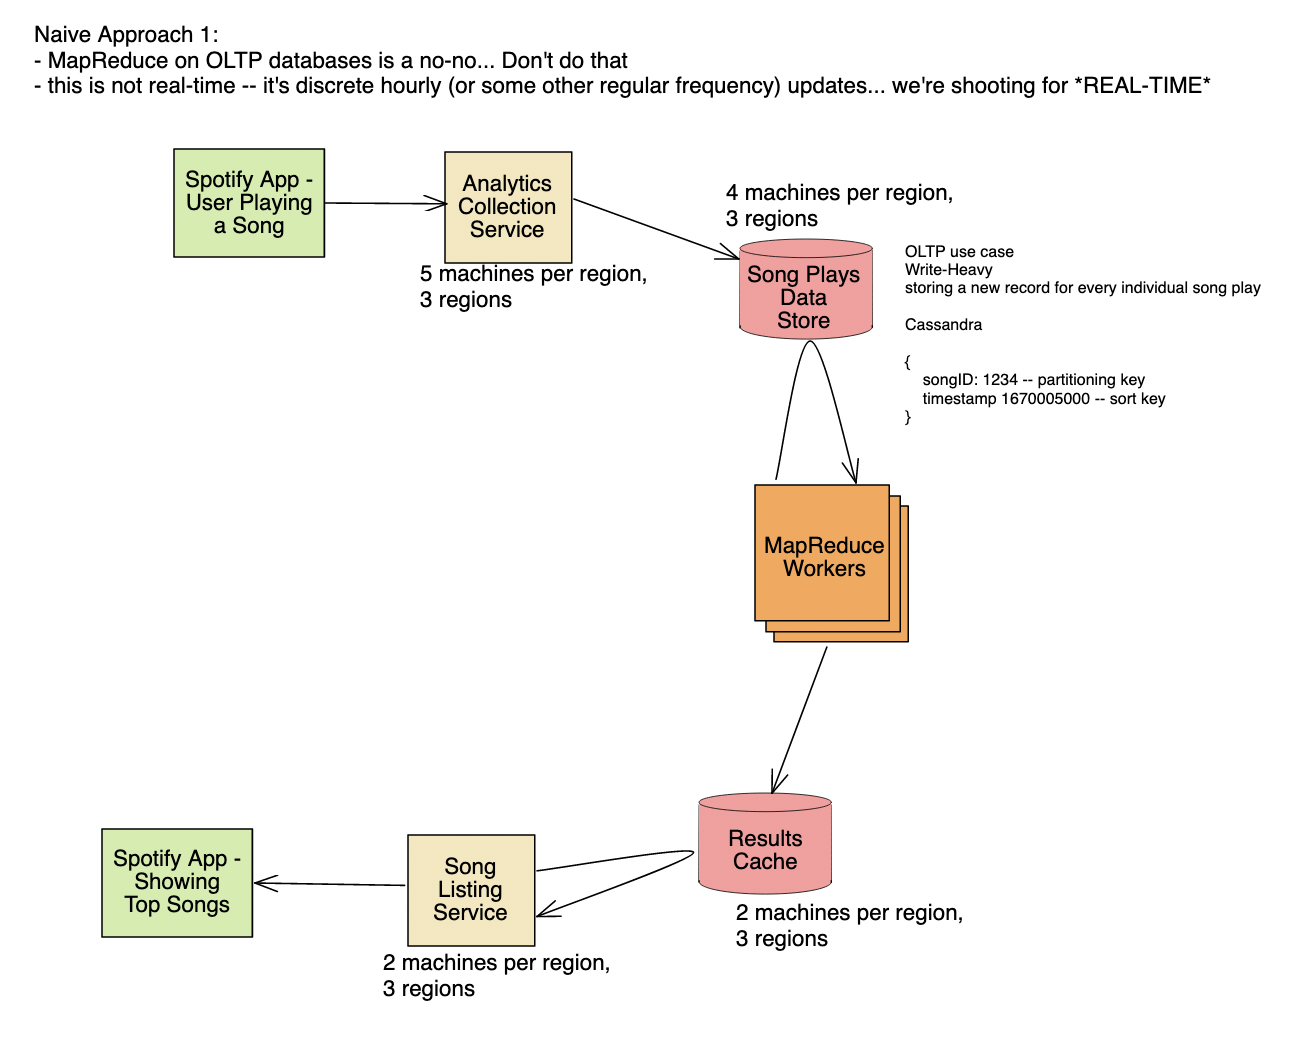 Naive Approach 1:
- MapReduce on OLTP databases is a no-no... Don't do that
- this is not real-time -- it's discrete hourly (or some other regular frequency) updates... we're shooting for *REAL-TIME*
Spotify App -
User Playing
a Song
Analytics
Collection
Service
5 machines per region,
3 regions
4 machines per region,
3 regions
Song Plays
Data
Store
OLTP use case
Write-Heavy
storing a new record for every individual song play
Cassandra
{
songID: 1234 -- partitioning key
timestamp 1670005000 -- sort key
}
MapReduce
Workers
Results
Cache
2 machines per region,
3 regions
Song
Listing
Service
2 machines per region,
3 regions
Spotify App -
Showing
Top Songs